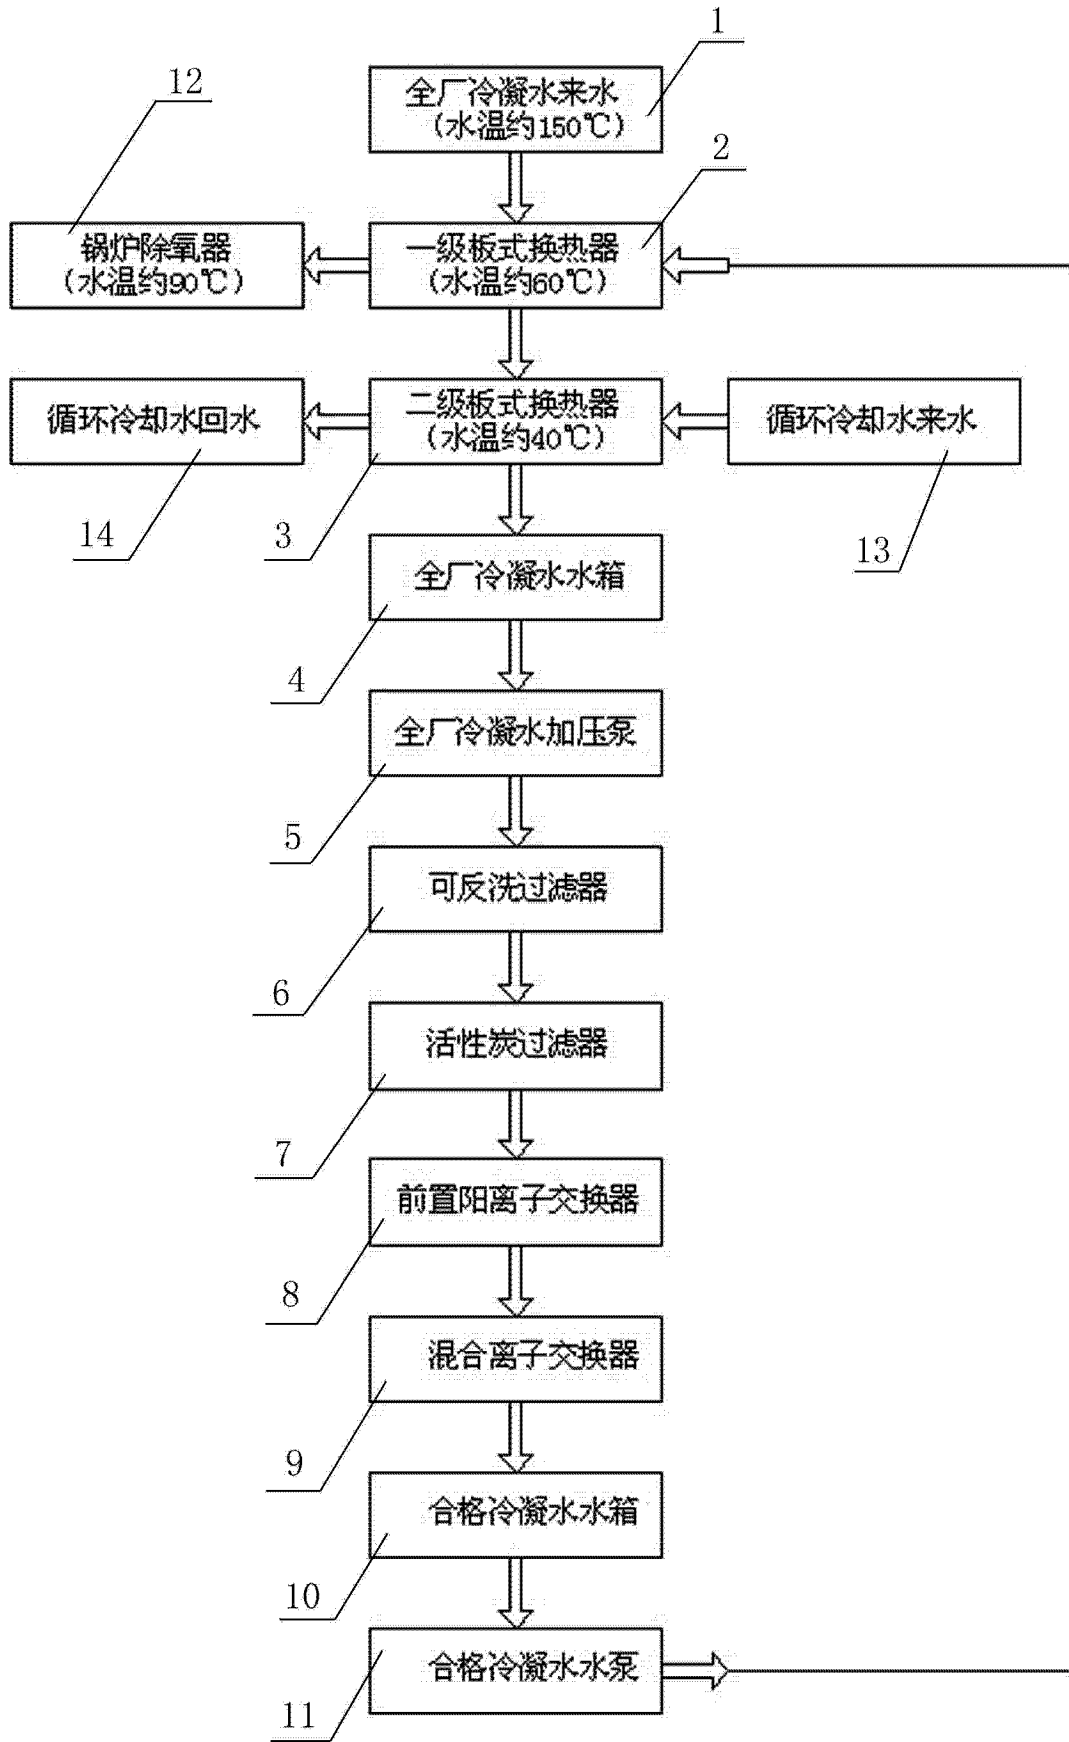 1
全厂冷凝水来水
(水温约150℃)
12
2
锅炉除氧器
(水温约90℃)
一级板式换热器
(水温约60℃)
循环冷却水回水
二级板式换热器
(水温约40℃)
循环冷却水来水
14
3
13
全厂冷凝水水箱
4
全厂冷凝水加压泵
5
可反洗过滤器
6
活性炭过滤器
7
前置阳离子交换器
8
混合离子交换器
9
合格冷凝水水箱
10
合格冷凝水水泵
11